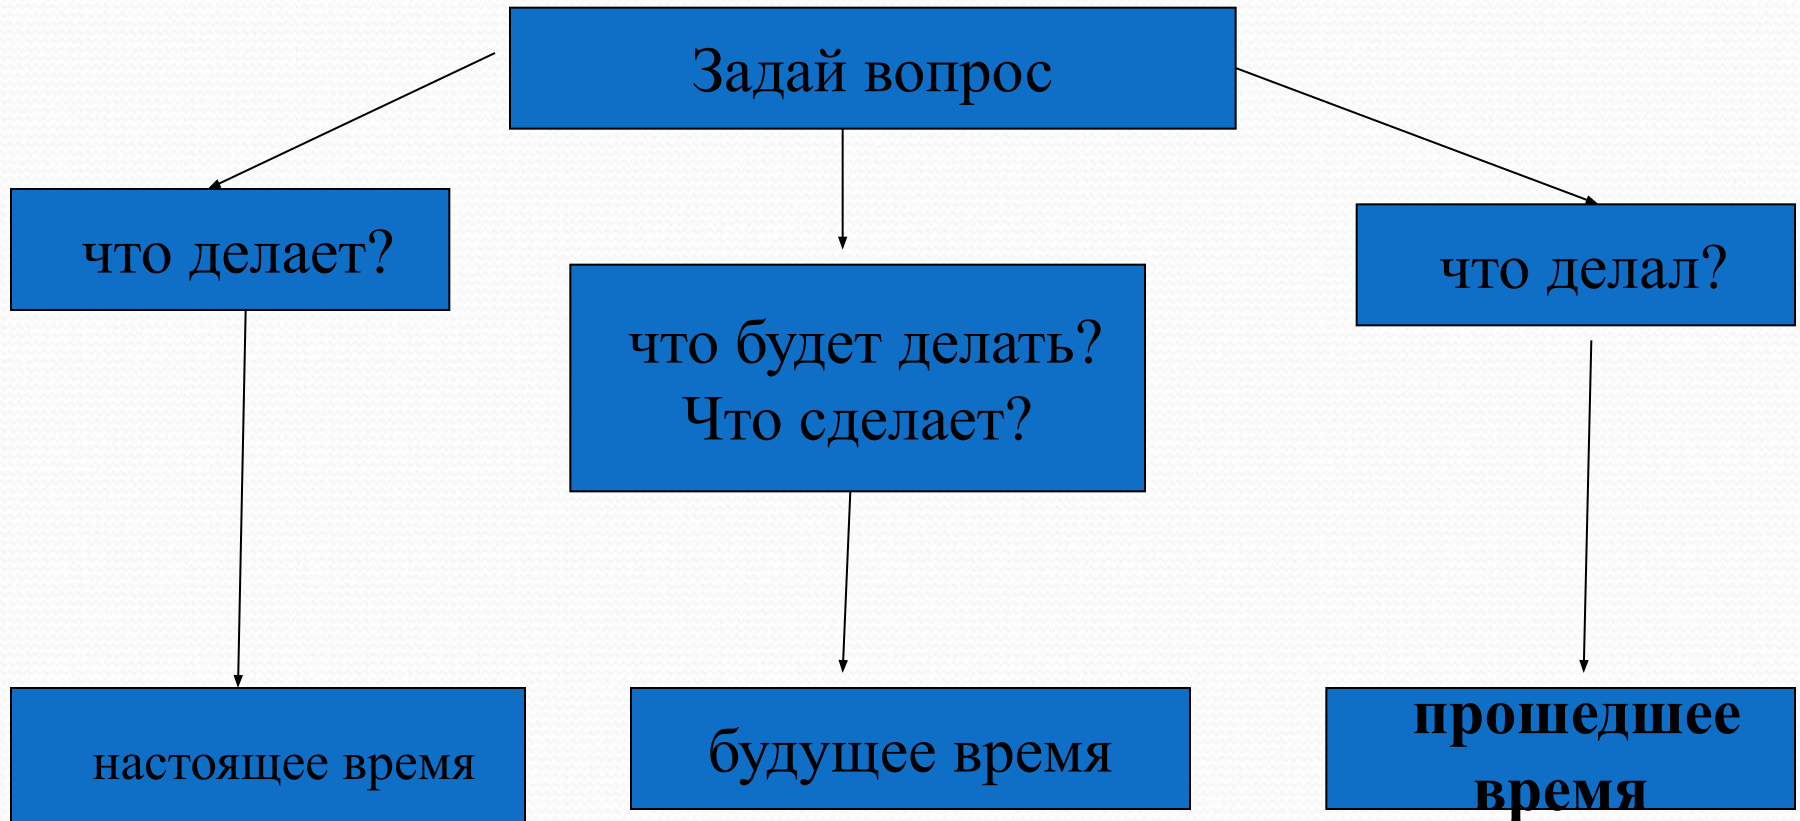 Задай вопрос
что делает?
что будет делать?
Что сделает?
что делал?
настоящее время
будущее время
прошедшее
время